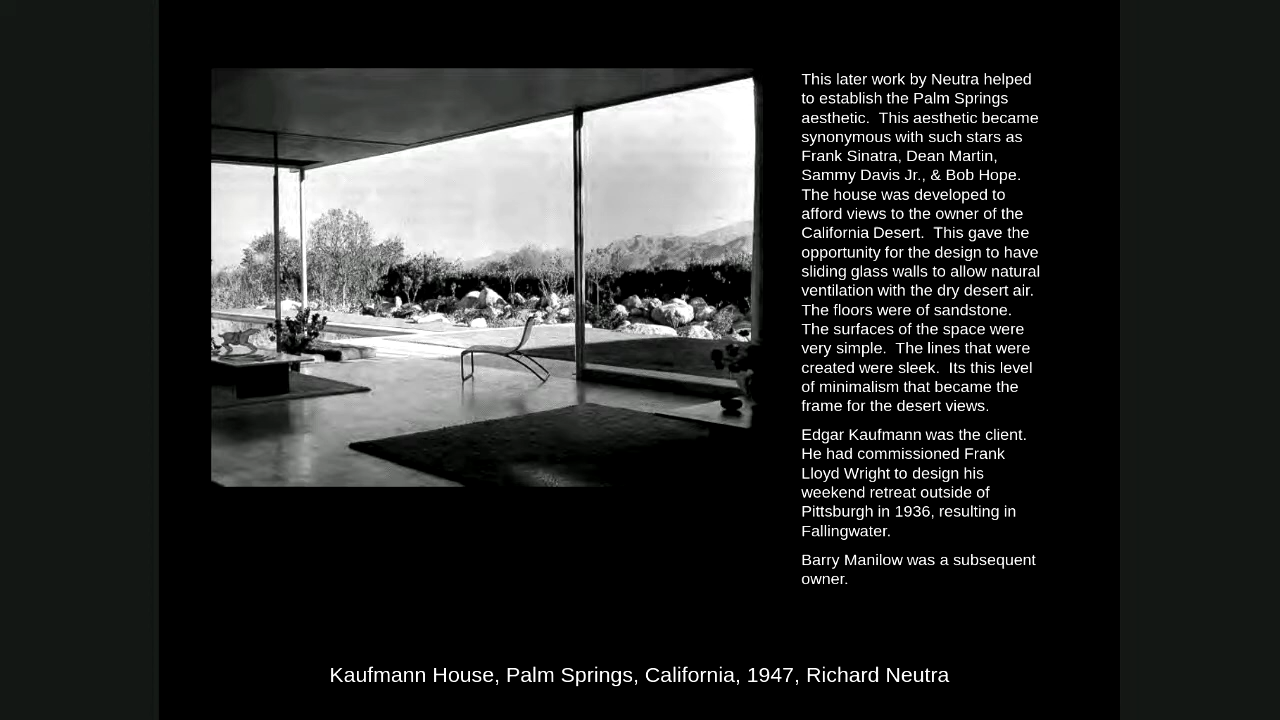 This later work by Neutra helped
to establish the Palm Springs
aesthetic.  This aesthetic became
synonymous with such stars as
Frank Sinatra, Dean Martin,
Sammy Davis Jr., & Bob Hope.
The house was developed to
afford views to the owner of the
California Desert.  This gave the
opportunity for the design to have
sliding glass walls to allow natural
ventilation with the dry desert air.
The floors were of sandstone.
The surfaces of the space were
very simple.  The lines that were
created were sleek.  Its this level
of minimalism that became the
frame for the desert views.
Edgar Kaufmann was the client.
He had commissioned Frank
Lloyd Wright to design his
weekend retreat outside of
Pittsburgh in 1936, resulting in
Fallingwater.
Barry Manilow was a subsequent
owner.
Kaufmann House, Palm Springs, California, 1947, Richard Neutra